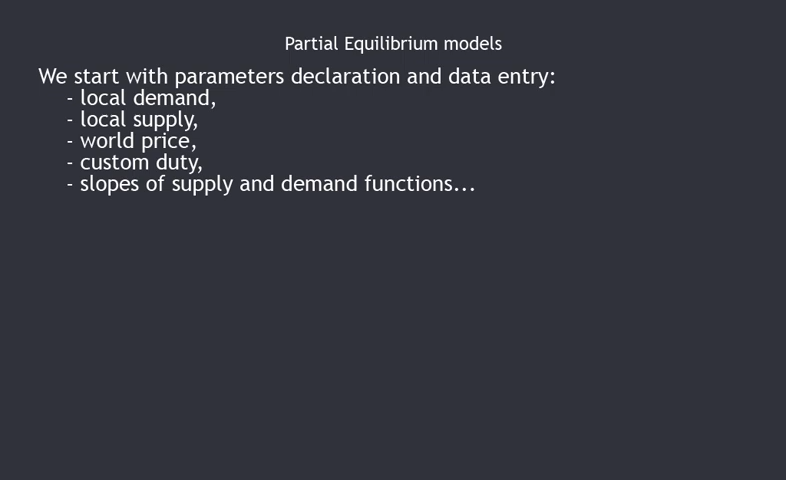 Partial Equilibrium models
We start with parameters declaration and data entry:
- local demand,
- local supply,
- world price,
- custom duty,
- slopes of supply and demand functions...